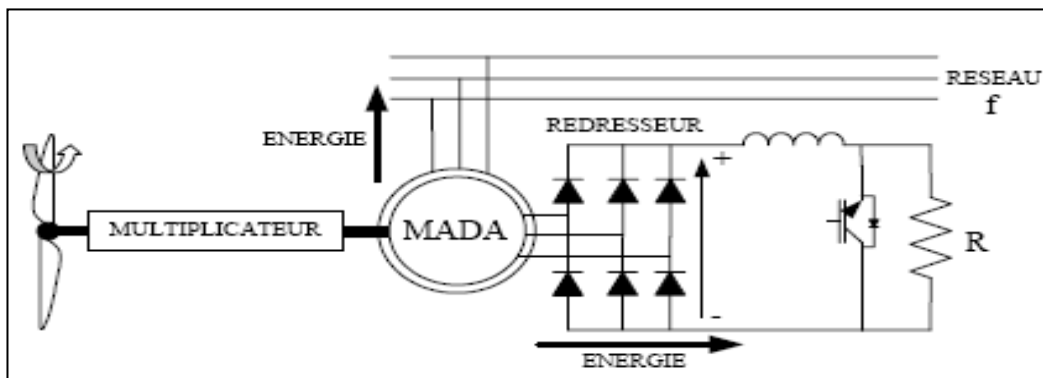 RESEAU
f
ENERGIE
REDRESSEUR
+
MULTIPLICATEUR
MADA
R
-
ENERGIE